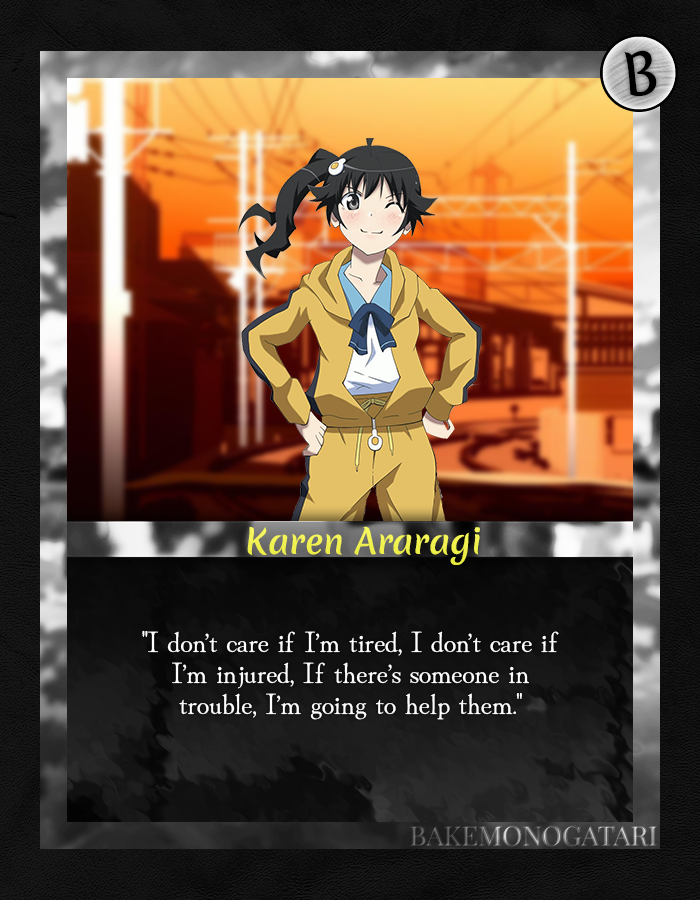 B
Karen Araragi
"I don't care if I'm tired, I don't care if
I'm injured, If there's someone in
trouble, I'm going to help them."
BAKEMONOGATARI